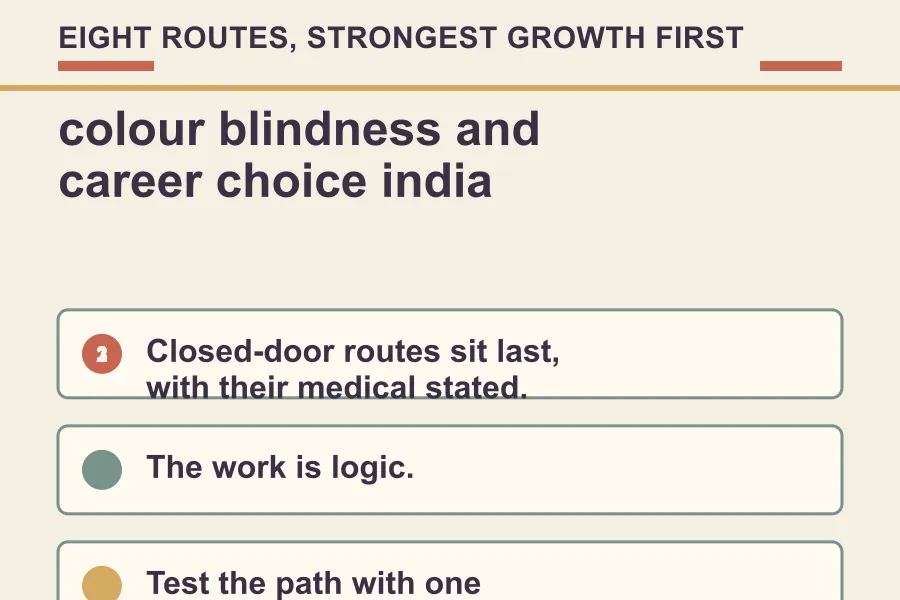 EIGHT ROUTES, STRONGEST GROWTH FIRST
colour blindness and
career choice india
Closed-door routes sit last,
with their medical stated.
The work is logic.
Test the path with one